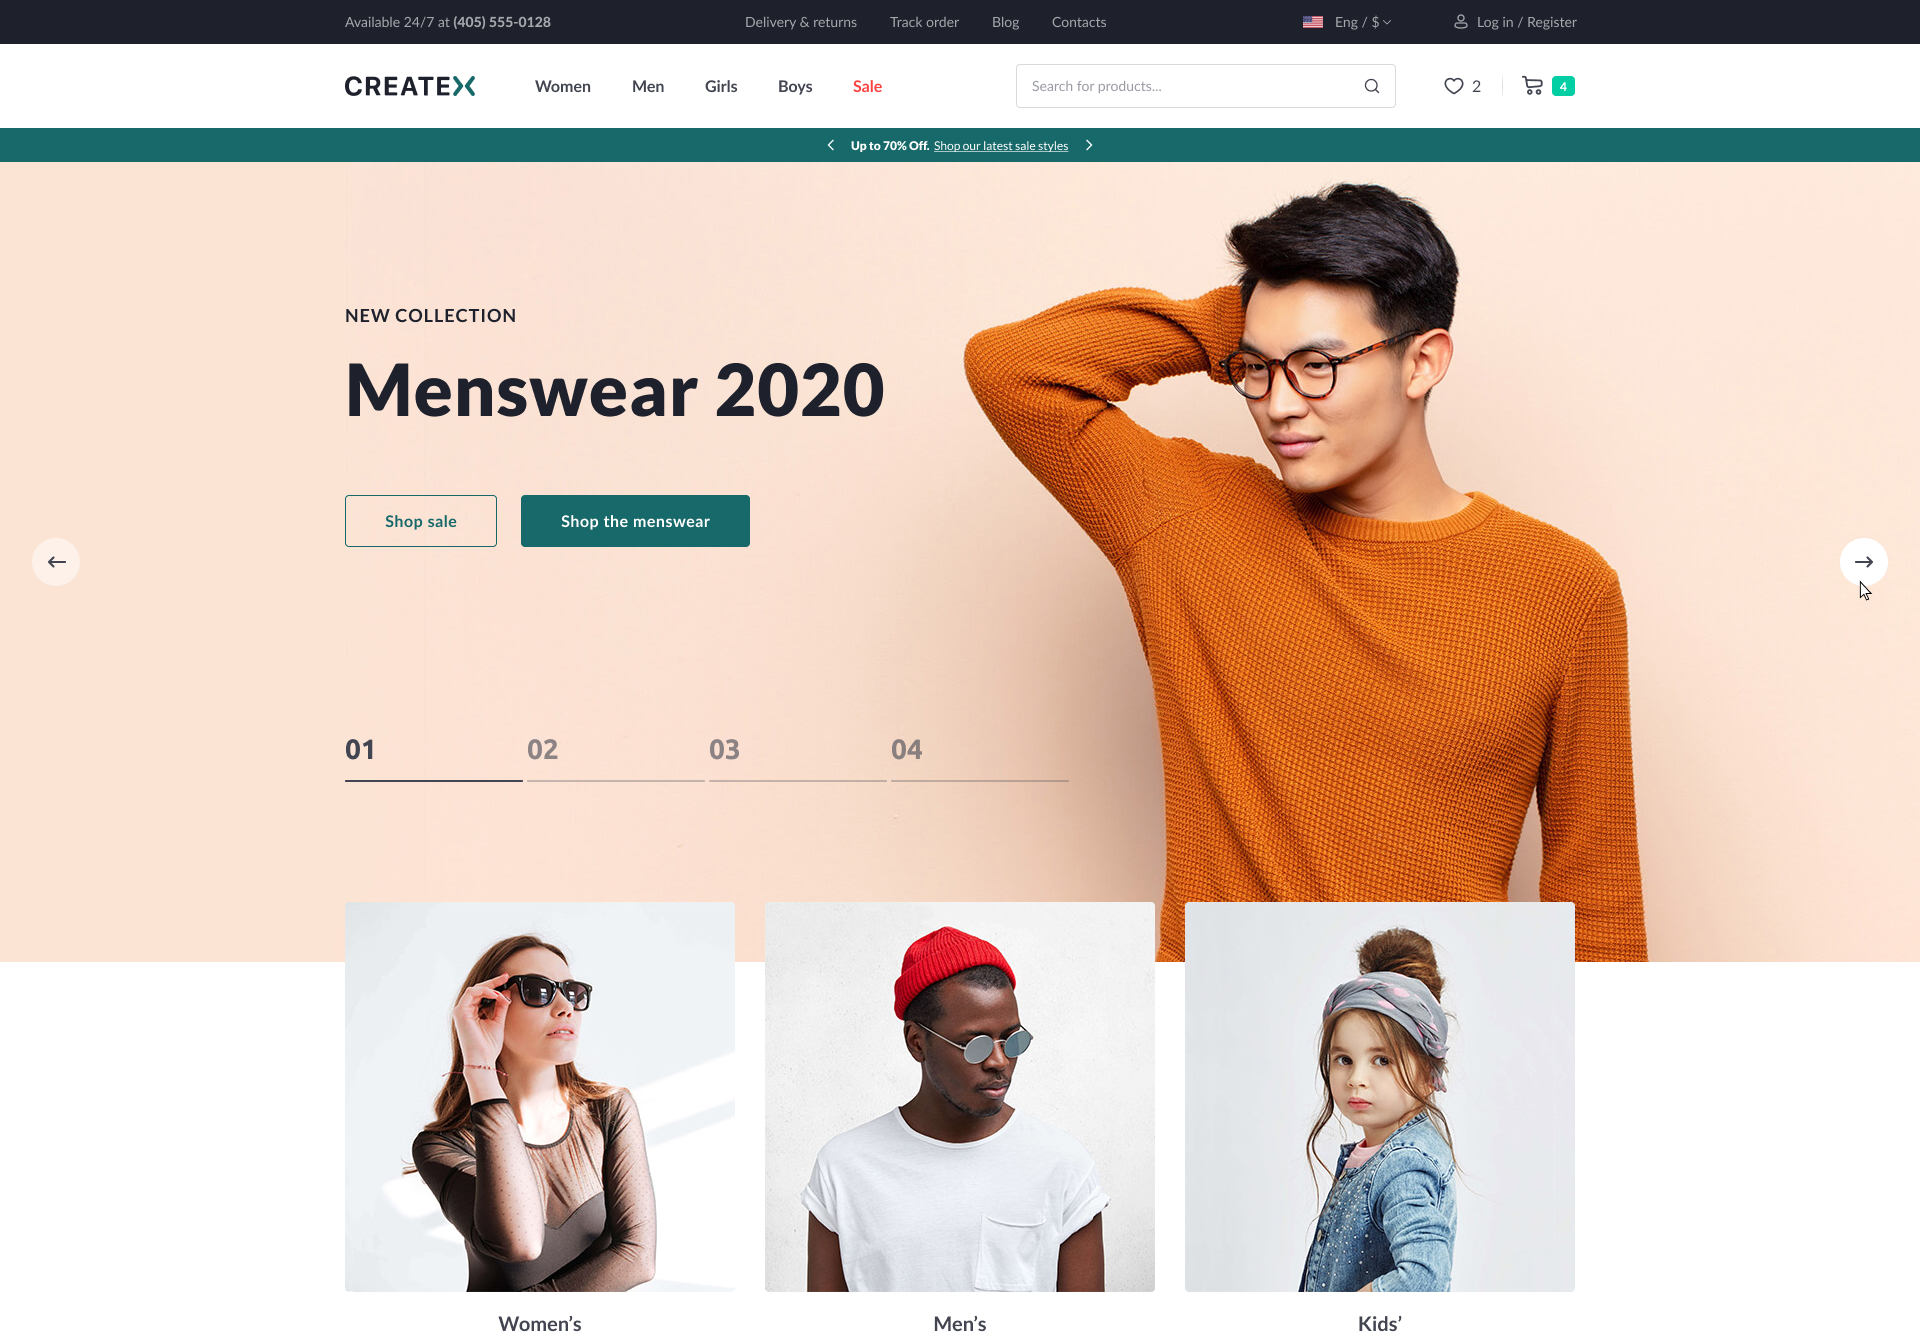 Available 24/7 at (405) 555-0128
Delivery & returns
Track order
Blog
Contacts
Eng / $
Log in / Register
CREATEX
Women
Men
Girls
Boys
Sale
Search for products...
2
4
Up to 70% Off. Shop our latest sale styles
NEW COLLECTION
Menswear 2020
Shop sale
Shop the menswear
01
02
03
04
Women’s
Men’s
Kids’